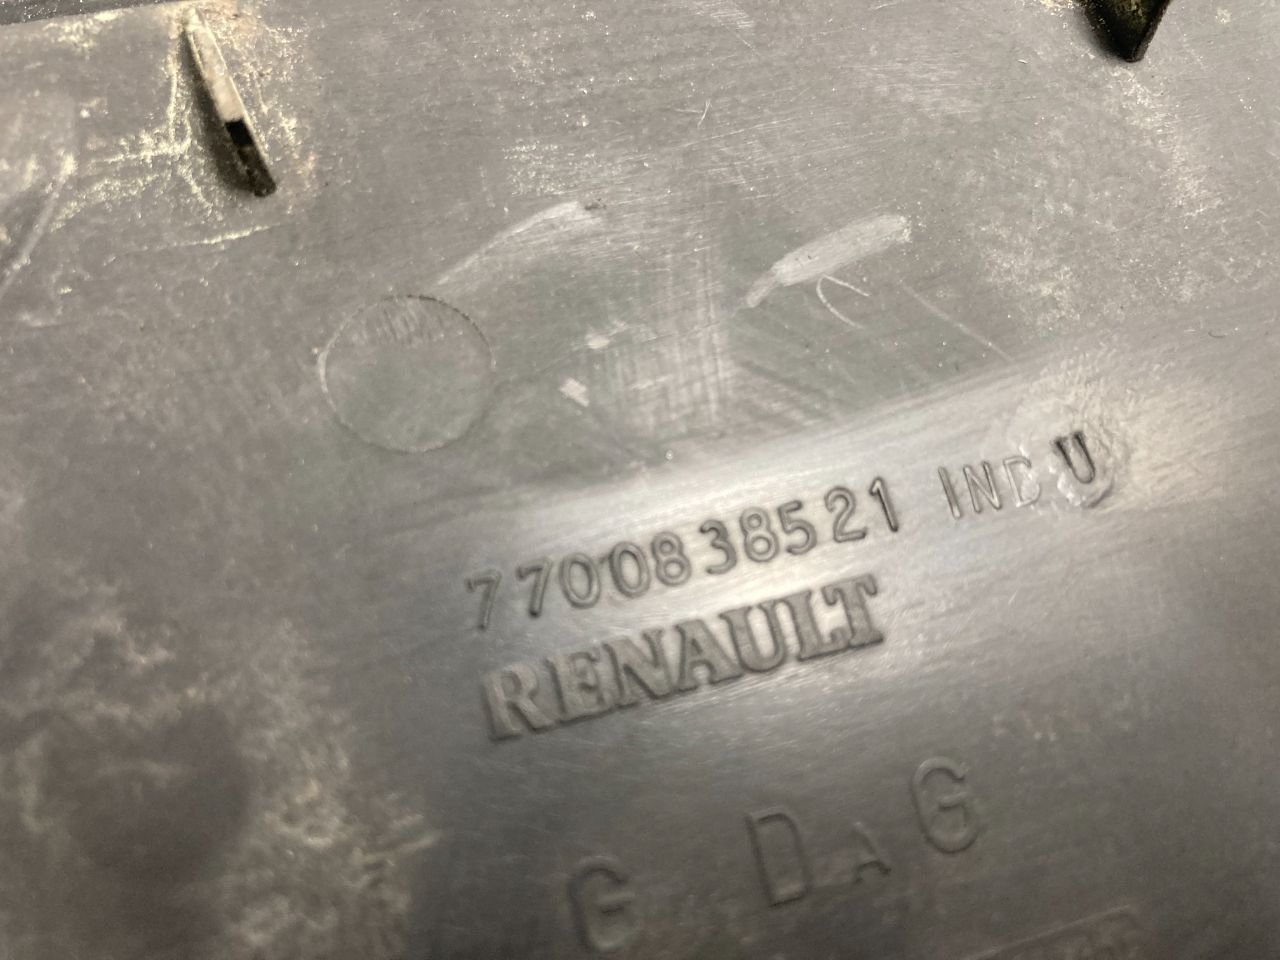 7700838521 IND U
RENAULT
G DAG